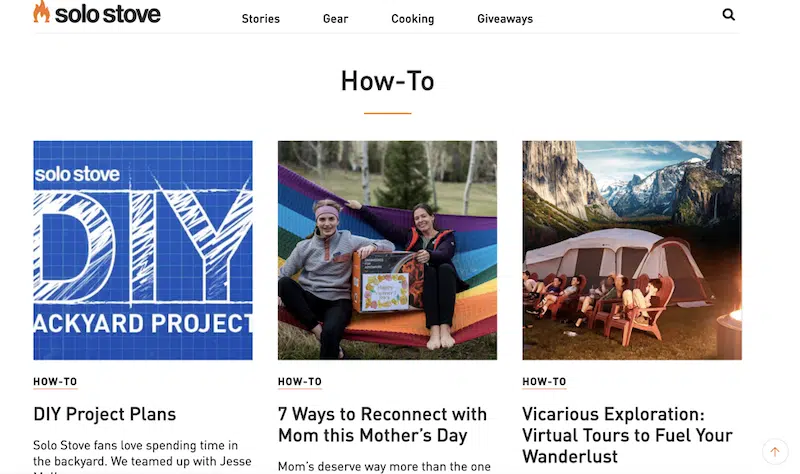 solo stove
Stories Gear Cooking Giveaways
How-To
solo stove
DIY
ACKYARD PROJECT
HOW-TO
DIY Project Plans
Solo Stove fans love spending time in
the backyard. We teamed up with Jesse
HOW-TO
7 Ways to Reconnect with
Mom this Mother's Day
Mom's deserve way more than the one
HOW-TO
Vicarious Exploration:
Virtual Tours to Fuel Your
Wanderlust